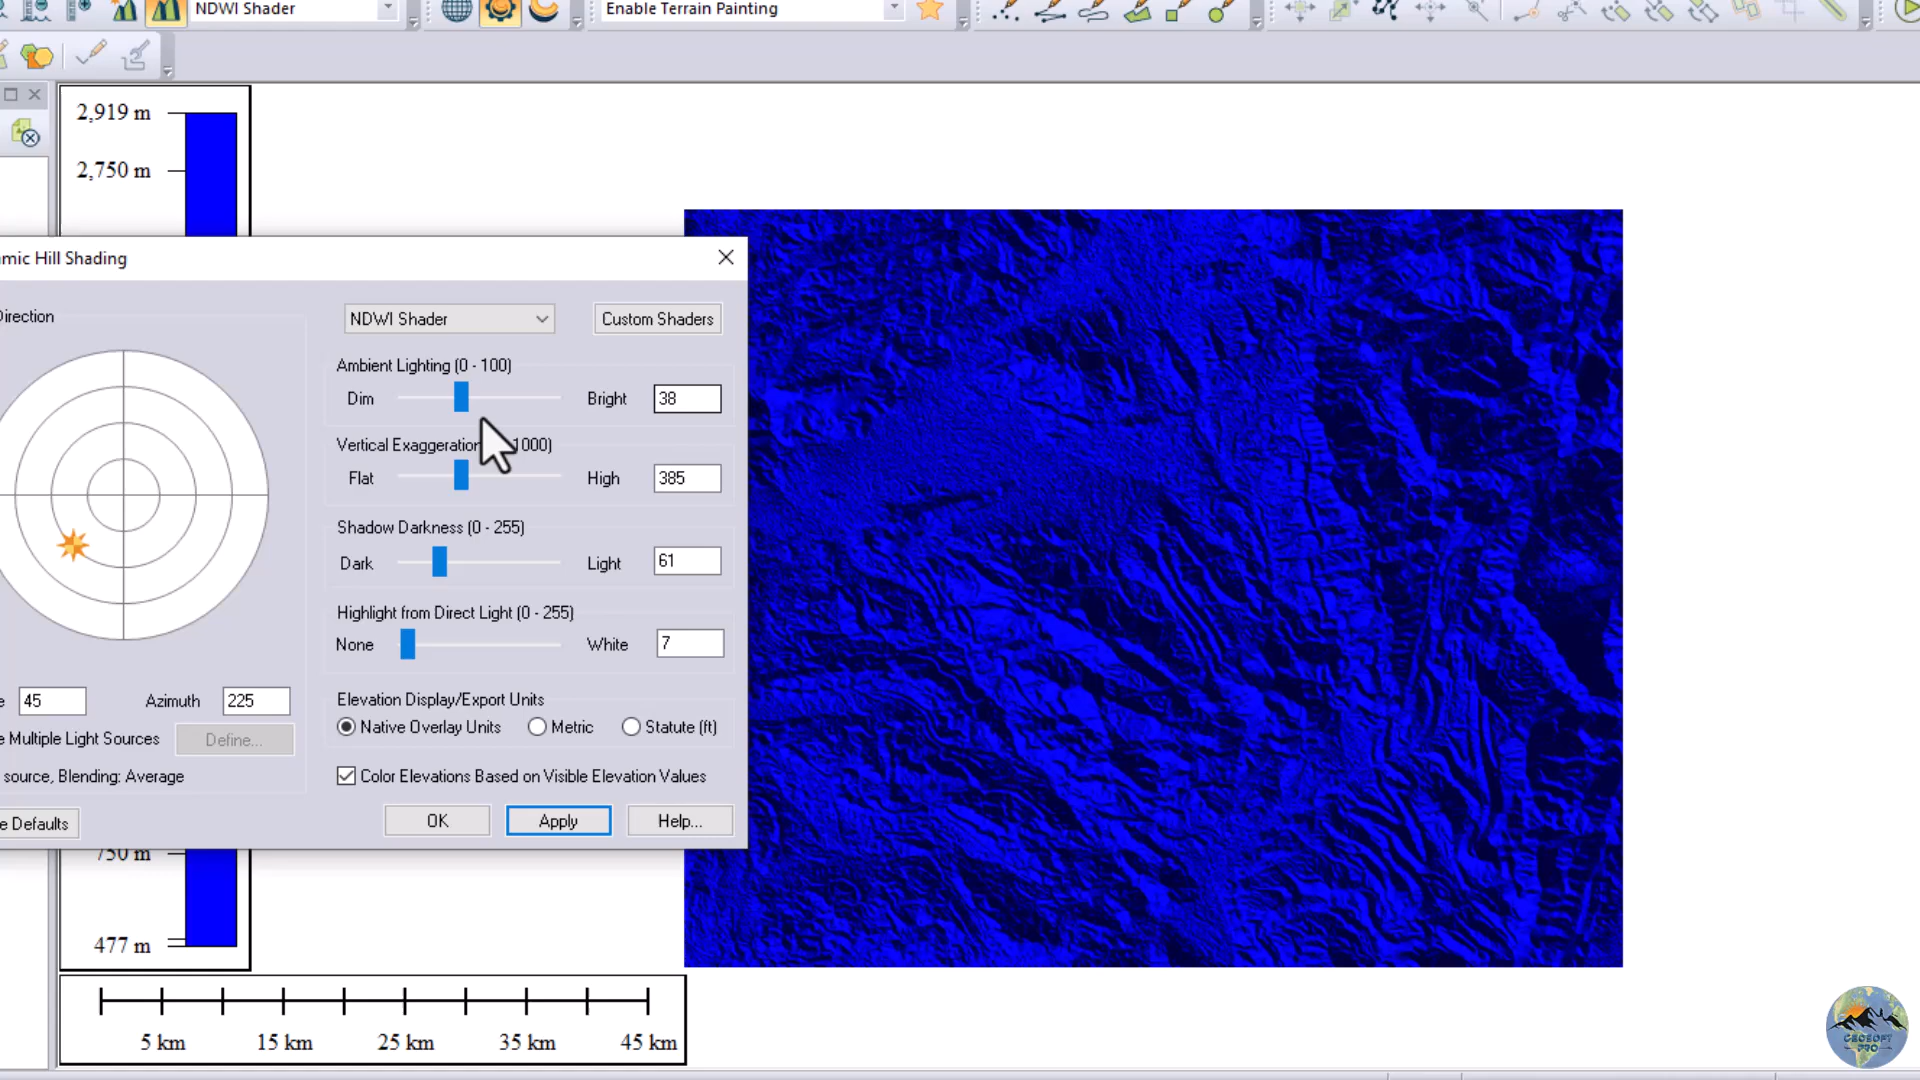 NDWI Shader
Enable Terrain Painting
2,919 m
2,750 m
mic Hill Shading
Direction
NDWI Shader
Custom Shaders
Ambient Lighting (0 - 100)
Dim
Bright
38
Vertical Exaggeration
1000)
Flat
High
385
Shadow Darkness (0 - 255)
Dark
Light
61
Highlight from Direct Light (0 - 255)
None
White
7
e
45
Azimuth
225
e Multiple Light Sources
Define...
source, Blending: Average
e Defaults
Elevation Display/Export Units
Native Overlay Units
Metric
Statute (ft)
Color Elevations Based on Visible Elevation Values
OK
Apply
Help...
750 m
477 m
5 km
15 km
25 km
35 km
45 km
GEOSOFT
PRO